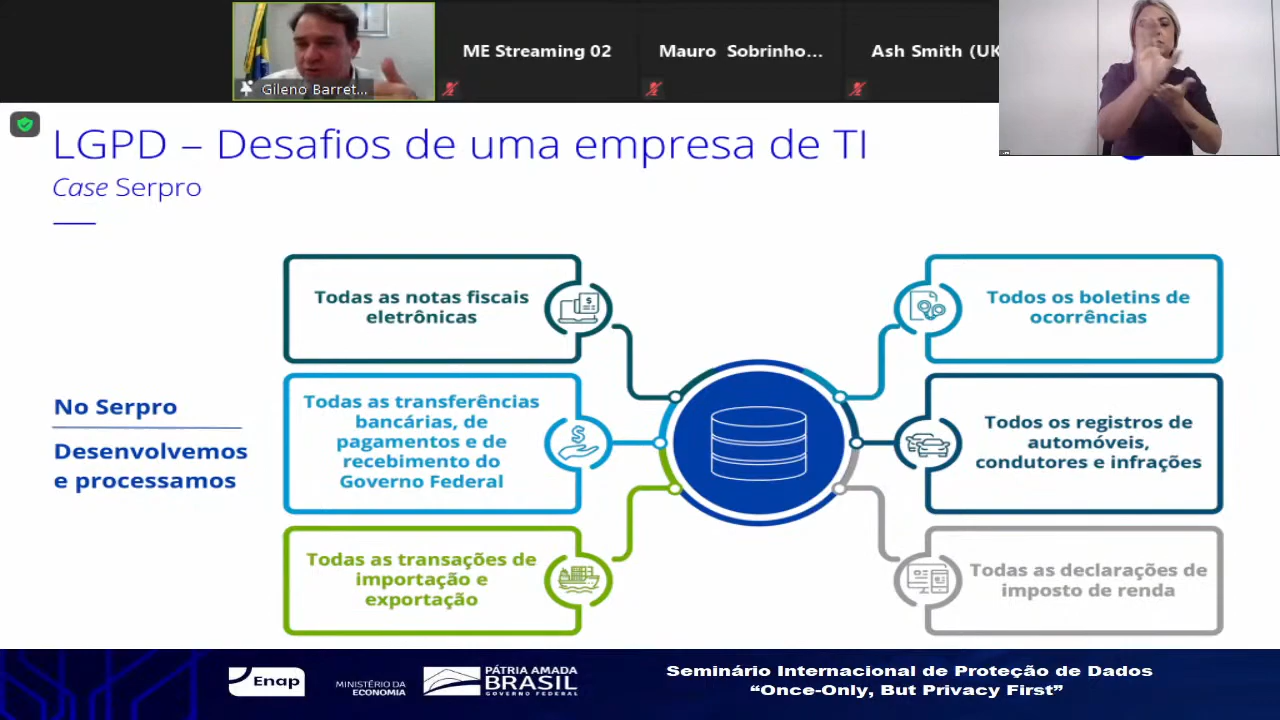 ME Streaming 02
Mauro Sobrinho...
Ash Smith (UK
Gileno Barret...
LGPD – Desafios de uma empresa de TI
Case Serpro
No Serpro
Desenvolvemos
e processamos
Todas as notas fiscais
eletrônicas
Todas as transferências
bancárias, de
pagamentos e de
recebimento do
Governo Federal
Todas as transações de
importação e
exportação
Todos os boletins de
ocorrências
Todos os registros de
automóveis,
condutores e infrações
Todas as declarações de
imposto de renda
Enap
MINISTÉRIO DA
ECONOMIA
PÁTRIA AMADA
BRASIL
GOVERNO FEDERAL
Seminário Internacional de Proteção de Dados
“Once-Only, But Privacy First”